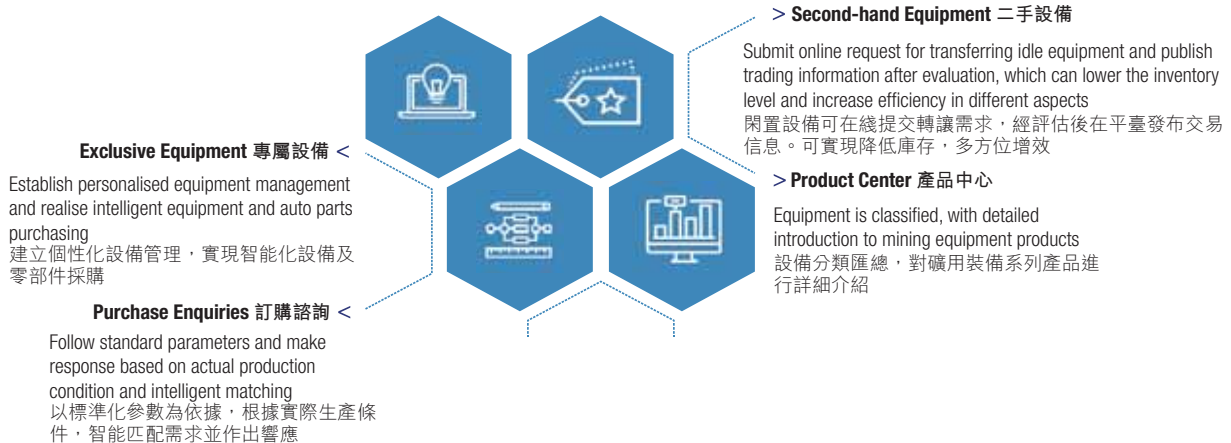 > Second-hand Equipment 二手設備
Submit online request for transferring idle equipment and publish
trading information after evaluation, which can lower the inventory
level and increase efficiency in different aspects
閑置設備可在綫提交轉讓需求，經評估後在平臺發布交易
信息。可實現降低庫存，多方位增效
> Product Center 產品中心
Equipment is classified, with detailed
introduction to mining equipment products
設備分類匯總，對礦用裝備系列產品進
行詳細介紹
Exclusive Equipment 專屬設備 <
Establish personalised equipment management
and realise intelligent equipment and auto parts
purchasing
建立個性化設備管理，實現智能化設備及
零部件採購
Purchase Enquiries 訂購諮詢 <
Follow standard parameters and make
response based on actual production
condition and intelligent matching
以標準化參數為依據，根據實際生產條
件，智能匹配需求並作出響應